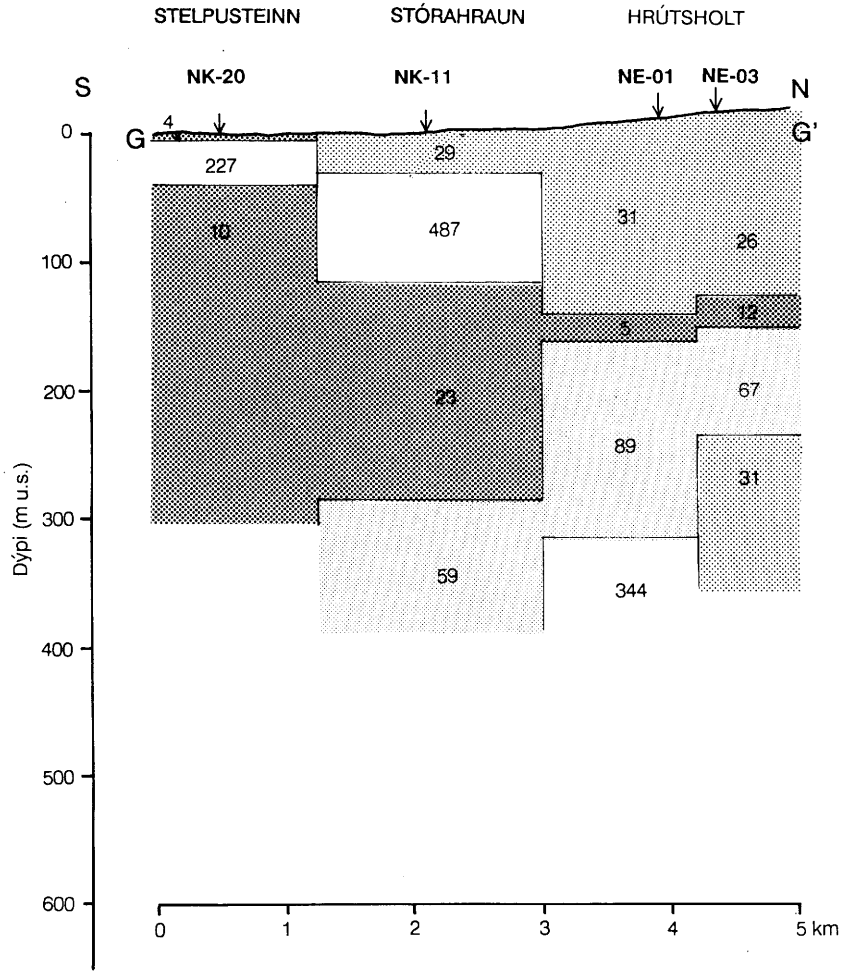 STELPUSTEINN STÓRAHRAUN HRÚTSHOLT
S NK-20 NK-11 NE-01 NE-03 N
0 G 4 G'
227 29
10 487 31 26
100
5 12
200 23 67
89 31
300
59 344
400
500
600
Dýpi (m u.s.)
0 1 2 3 4 5 km